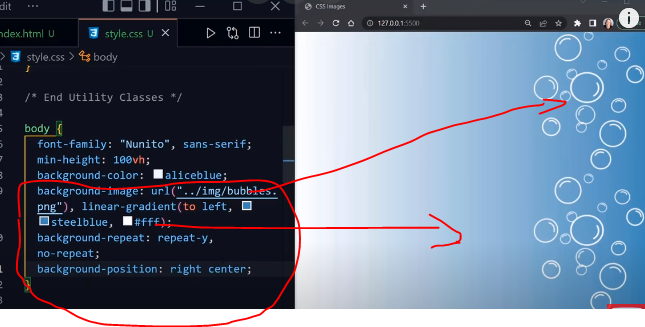 dit ...
ndex.html U
style.css U
style.css > body
}
/* End Utility Classes */
body {
font-family: "Nunito", sans-serif;
min-height: 100vh;
background-color: aliceblue;
background-image: url("../img/bubbles.
png"), linear-gradient(to left,
steelblue, #fff);
background-repeat: repeat-y,
no-repeat;
background-position: right center;
}
CSS Images
127.0.0.1:5500